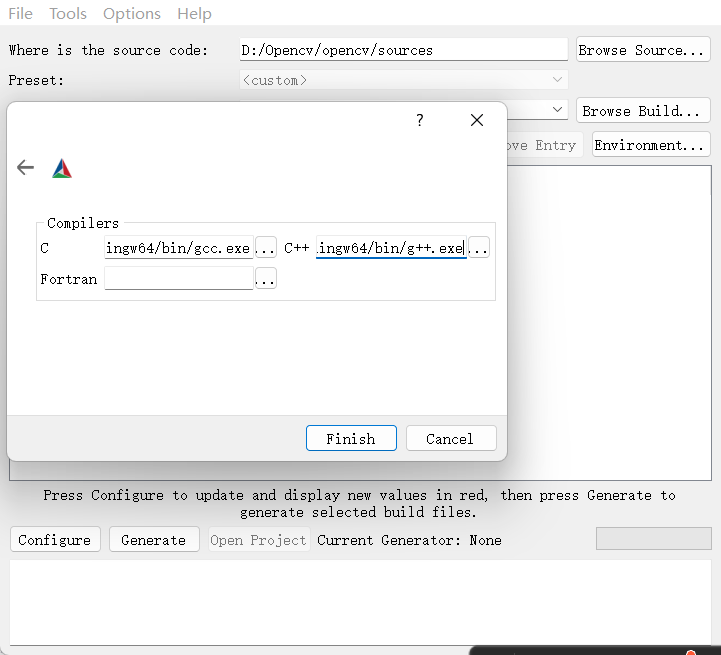 File Tools Options Help
Where is the source code: D:/Opencv/opencv/sources Browse Source...
Preset: <custom>
Browse Build...
Entry Environment...
?
Compilers
C ingw64/bin/gcc.exe ... C++ ingw64/bin/g++.exe ...
Fortran ...
Finish Cancel
Press Configure to update and display new values in red, then press Generate to
generate selected build files.
Configure Generate Open Project Current Generator: None